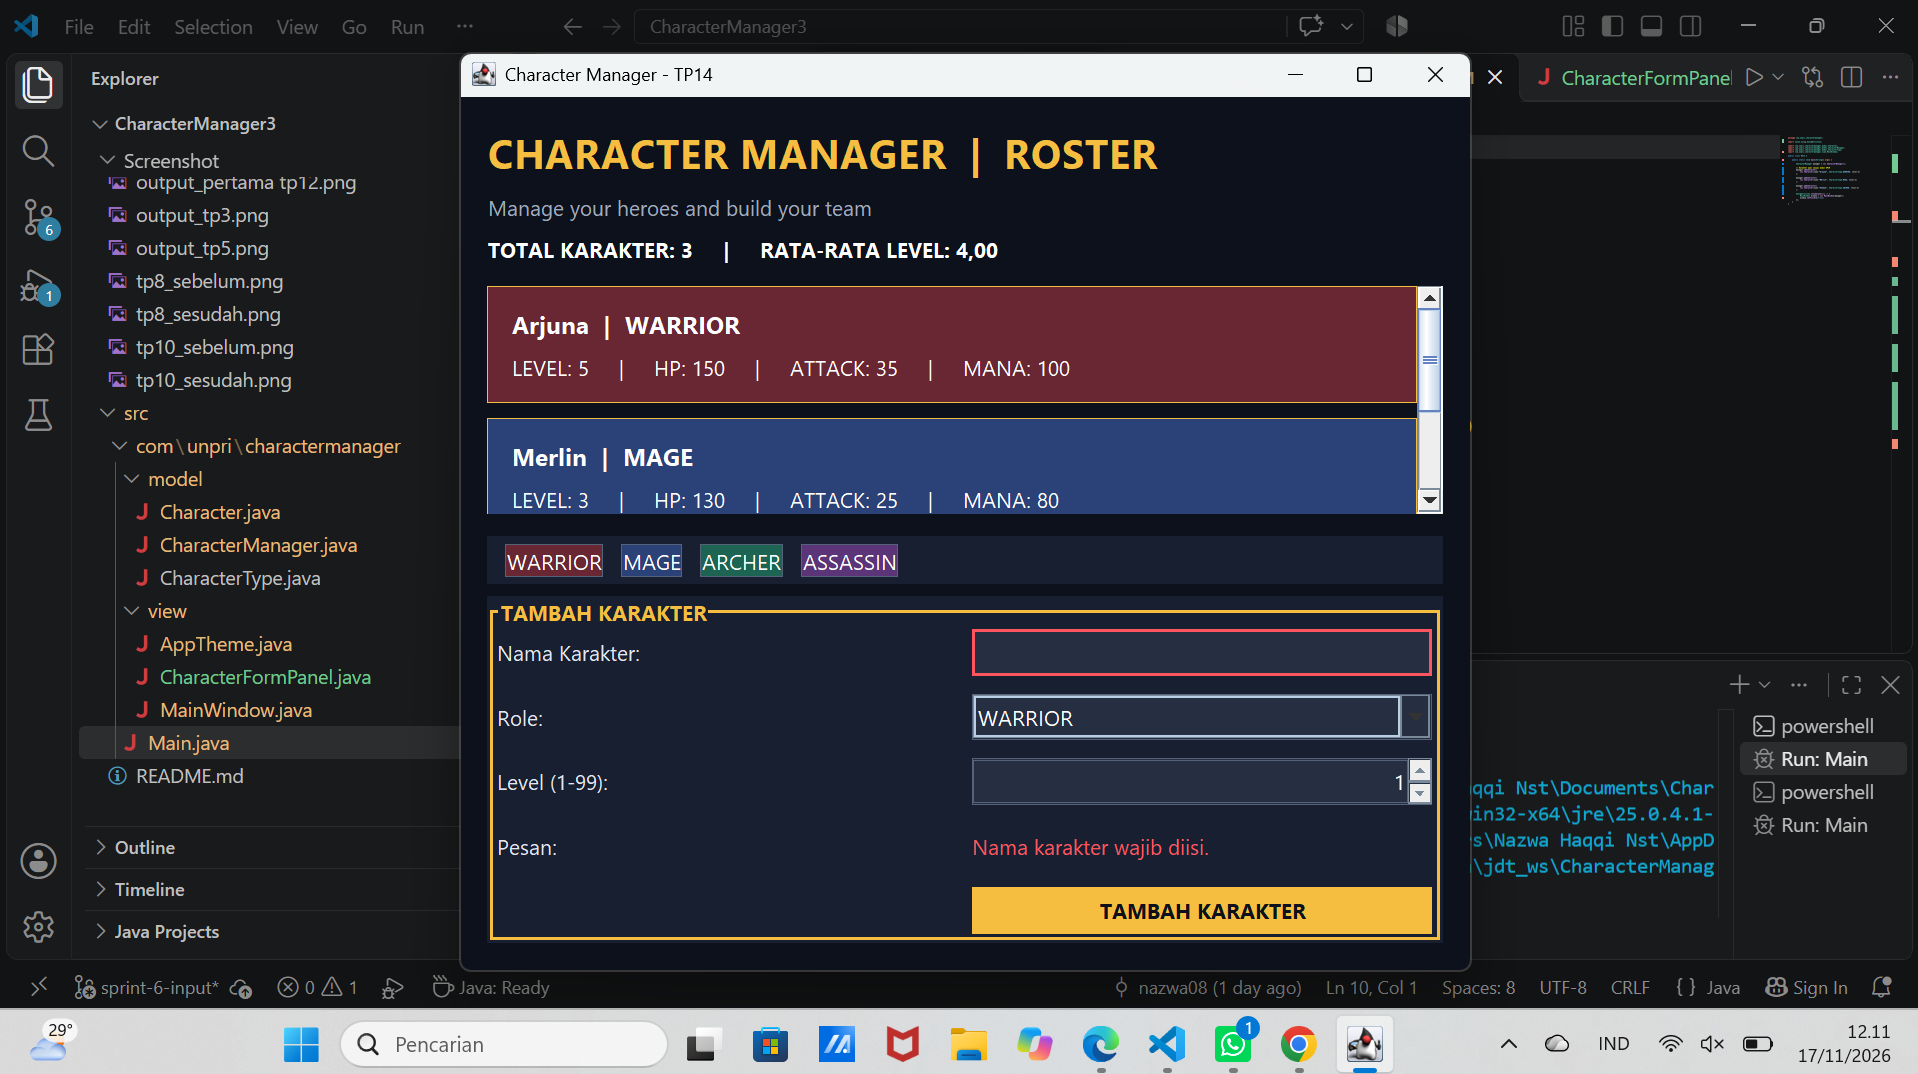 File Edit Selection View Go Run ···
CharacterManager3
Explorer
CharacterManager3
Screenshot
output_pertama tp12.png
output_tp3.png
output_tp5.png
tp8_sebelum.png
tp8_sesudah.png
tp10_sebelum.png
tp10_sesudah.png
src
com\unpri\charactermanager
model
J Character.java
J CharacterManager.java
J CharacterType.java
view
J AppTheme.java
J CharacterFormPanel.java
J MainWindow.java
J Main.java
README.md
Outline
Timeline
Java Projects
6
1
Character Manager - TP14
CHARACTER MANAGER | ROSTER
Manage your heroes and build your team
TOTAL KARAKTER: 3 | RATA-RATA LEVEL: 4,00
Arjuna | WARRIOR
LEVEL: 5 | HP: 150 | ATTACK: 35 | MANA: 100
Merlin | MAGE
LEVEL: 3 | HP: 130 | ATTACK: 25 | MANA: 80
WARRIOR MAGE ARCHER ASSASSIN
TAMBAH KARAKTER
Nama Karakter:
Role: WARRIOR
Level (1-99): 1
Pesan: Nama karakter wajib diisi.
TAMBAH KARAKTER
J CharacterFormPanel
powershell
Run: Main
powershell
Run: Main
qqi Nst\Documents\Char
in32-x64\jre\25.0.4.1-
s\Nazwa Haqqi Nst\AppD
\jdt_ws\CharacterManag
sprint-6-input* 0 1 Java: Ready nazwa08 (1 day ago) Ln 10, Col 1 Spaces: 8 UTF-8 CRLF { } Java Sign In
29° Pencarian 1 IND 12.11
17/11/2026